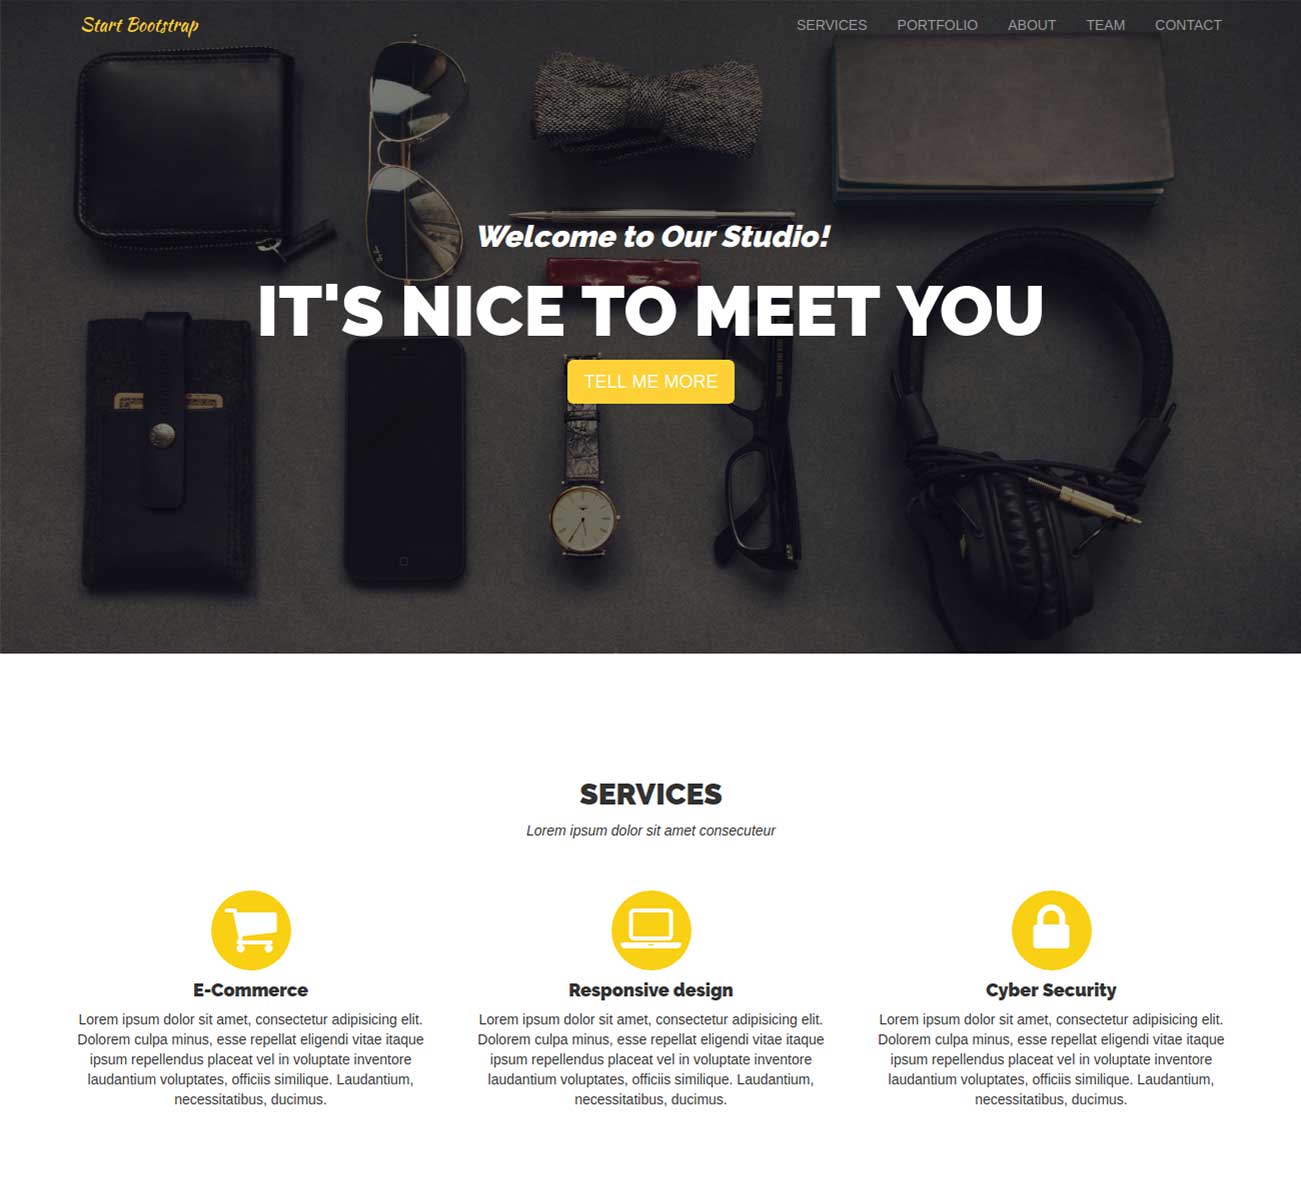 Start Bootstrap
SERVICES PORTFOLIO ABOUT TEAM CONTACT
Welcome to Our Studio!
IT'S NICE TO MEET YOU
TELL ME MORE
SERVICES
Lorem ipsum dolor sit amet consecuteur
E-Commerce
Lorem ipsum dolor sit amet, consectetur adipisicing elit.
Dolorem culpa minus, esse repellat eligendi vitae itaque
ipsum repellendus placeat vel in voluptate inventore
laudantium voluptates, officiis similique. Laudantium,
necessitatibus, ducimus.
Responsive design
Lorem ipsum dolor sit amet, consectetur adipisicing elit.
Dolorem culpa minus, esse repellat eligendi vitae itaque
ipsum repellendus placeat vel in voluptate inventore
laudantium voluptates, officiis similique. Laudantium,
necessitatibus, ducimus.
Cyber Security
Lorem ipsum dolor sit amet, consectetur adipisicing elit.
Dolorem culpa minus, esse repellat eligendi vitae itaque
ipsum repellendus placeat vel in voluptate inventore
laudantium voluptates, officiis similique. Laudantium,
necessitatibus, ducimus.